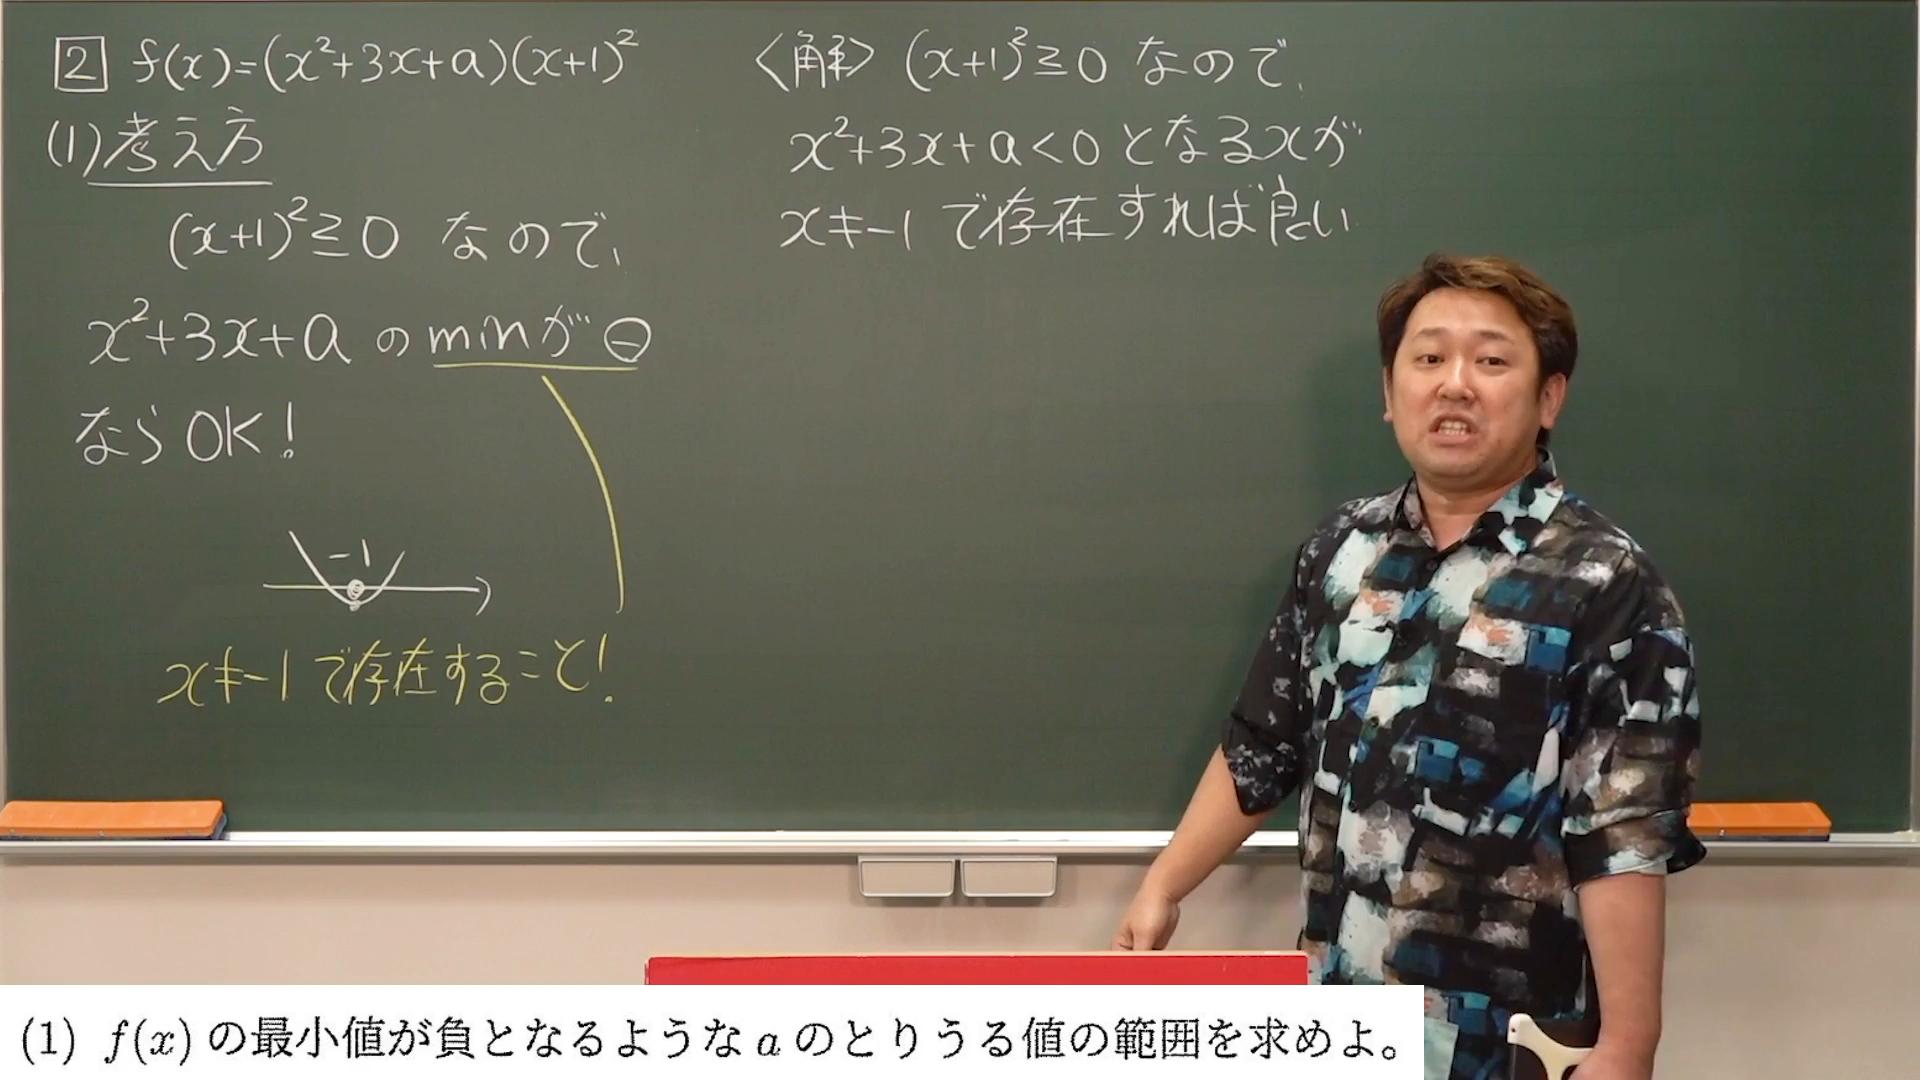 2 f(x)=(x²+3x+a)(x+1)²
(1)考え方
(x+1)²≧0 なので、
x²+3x+a の minが ⊖
なら OK!
-1
x≠-1 で存在すること!
〈解〉 (x+1)²≧0 なので、
x²+3x+a<0 となるxが
x≠-1 で存在すれば良い
(1) f(x) の最小値が負となるような a のとりうる値の範囲を求めよ。